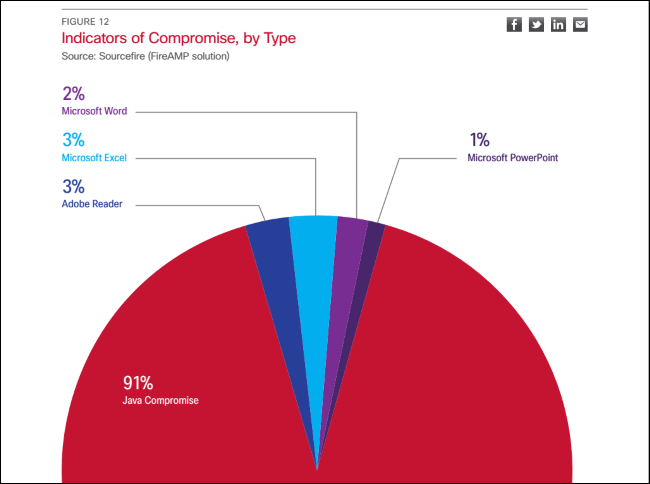 FIGURE 12
Indicators of Compromise, by Type
Source: Sourcefire (FireAMP solution)
2%
Microsoft Word
3%
Microsoft Excel
1%
Microsoft PowerPoint
3%
Adobe Reader
91%
Java Compromise